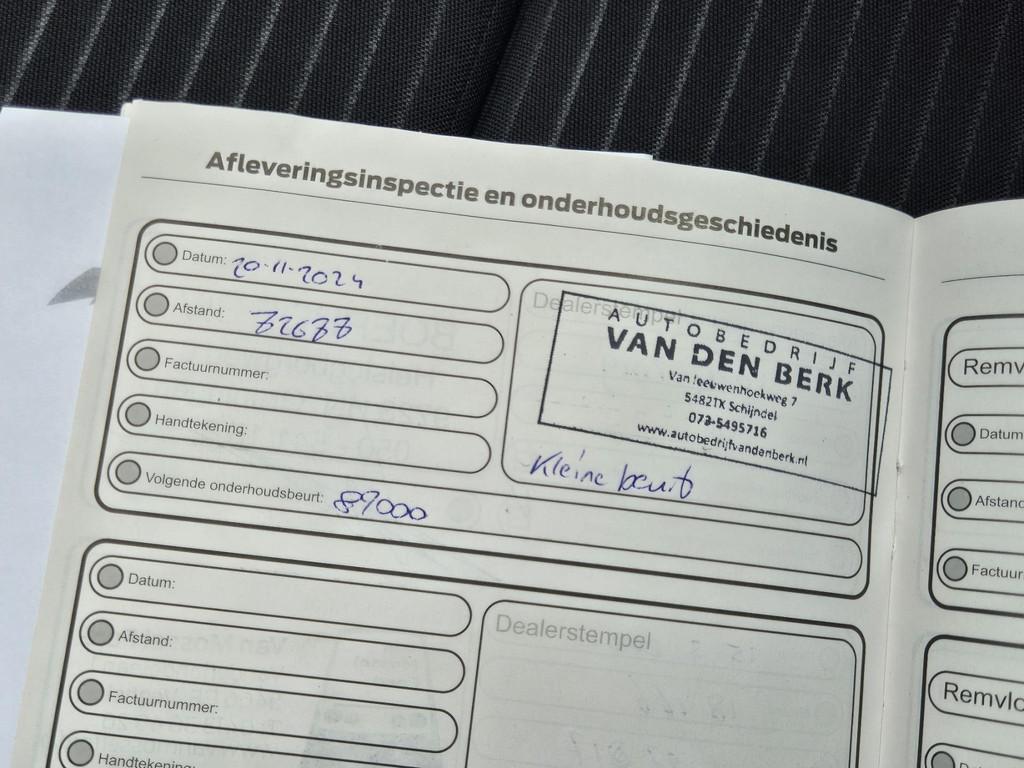 Afleveringsinspectie en onderhoudsgeschiedenis
Datum: 20-11-2024
Afstand:
Factuurnummer:
Handtekening:
Volgende onderhoudsbeurt: 89000
Dealerstempel
AUTOBEDRIJF
VAN DEN BERK
Van leeuwenhoekweg 7
5482TX Schijndel
073-5495716
www.autobedrijfvandenberk.nl
Kleine beurt
Datum:
Afstand:
Factuurnummer:
Handtekening:
Dealerstempel
Remv
Datum
Afstand
Factuur
Remvlo